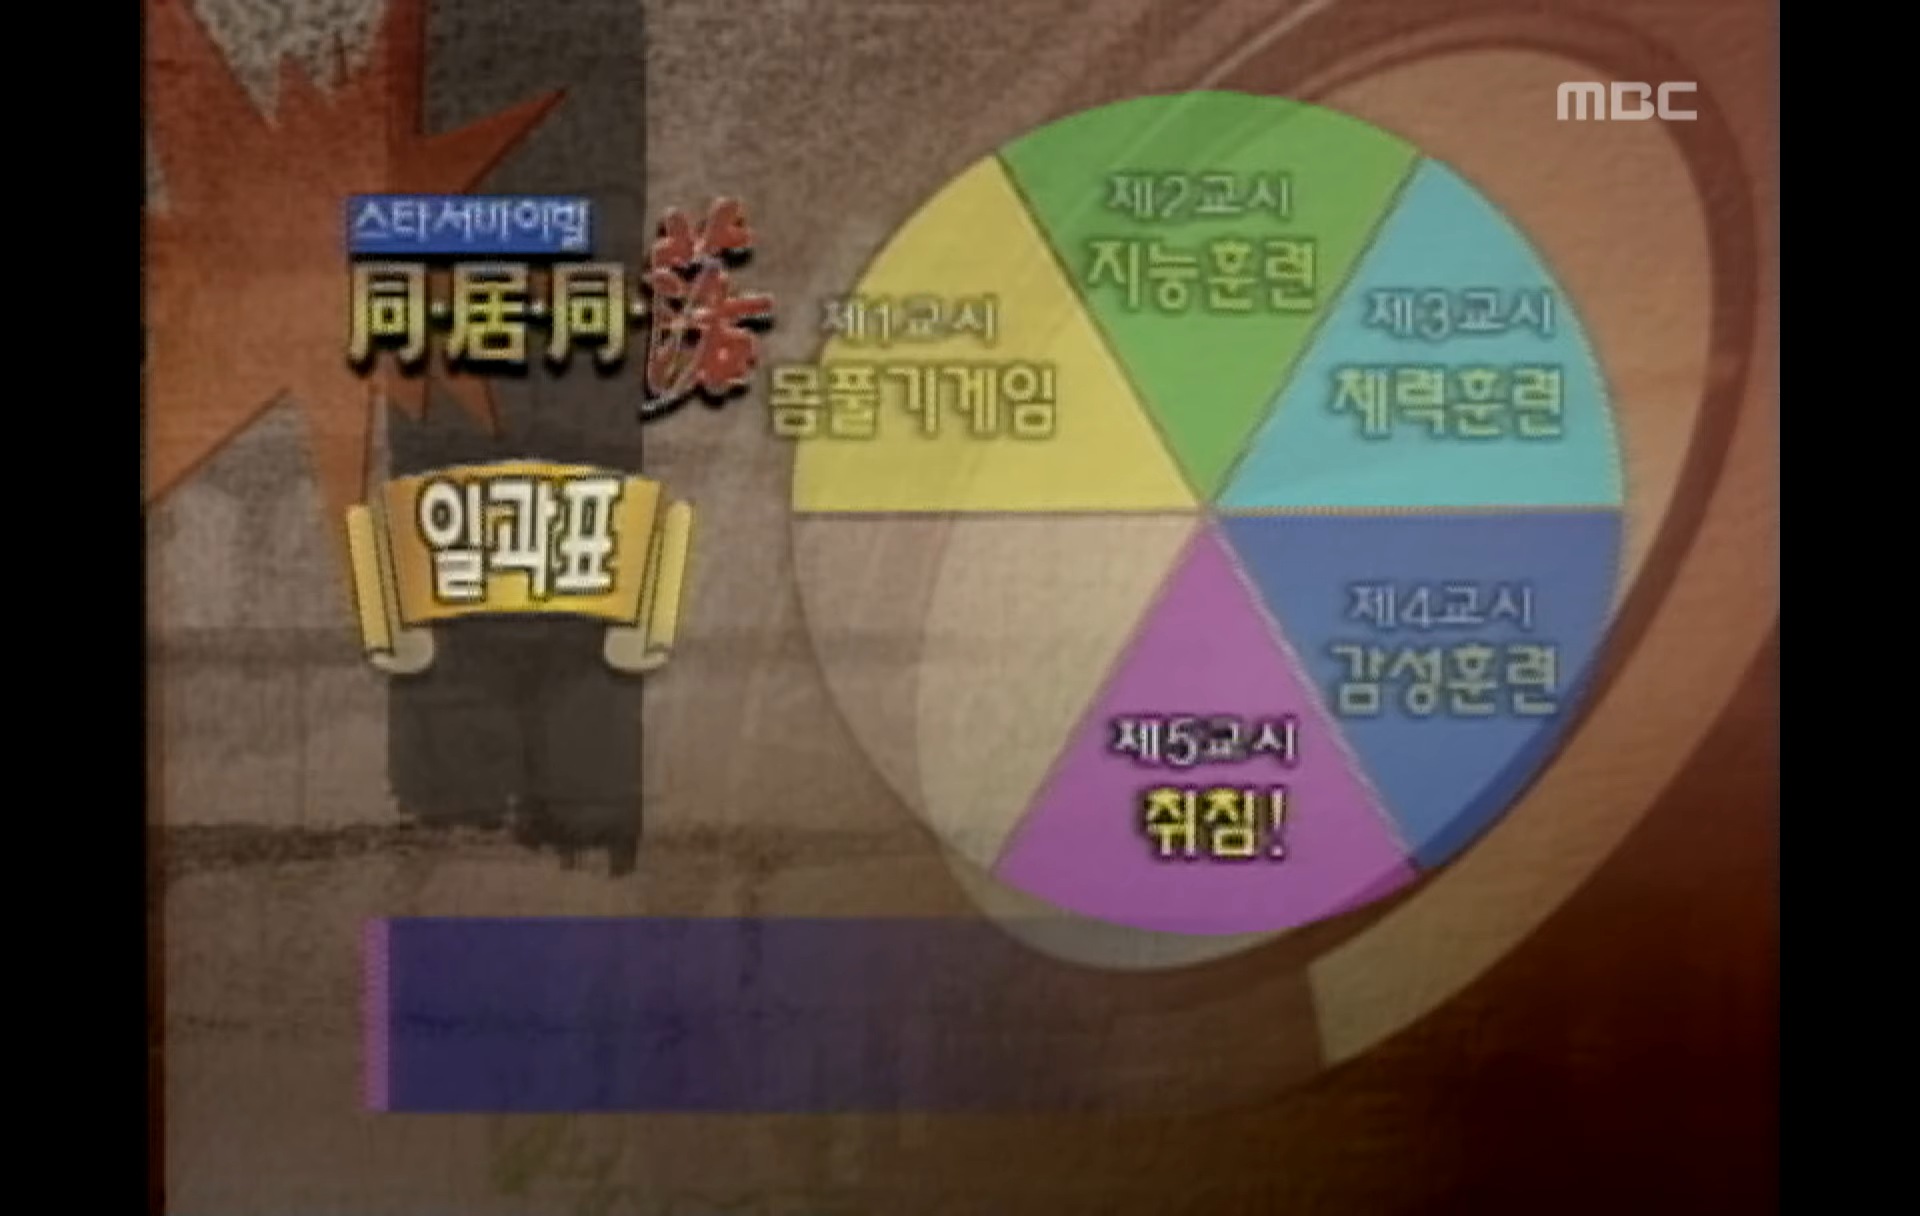 MBC
스타서바이벌
同·居·同·落
일과표
제1교시
몸풀기게임
제2교시
지능훈련
제3교시
체력훈련
제4교시
감성훈련
제5교시
취침!